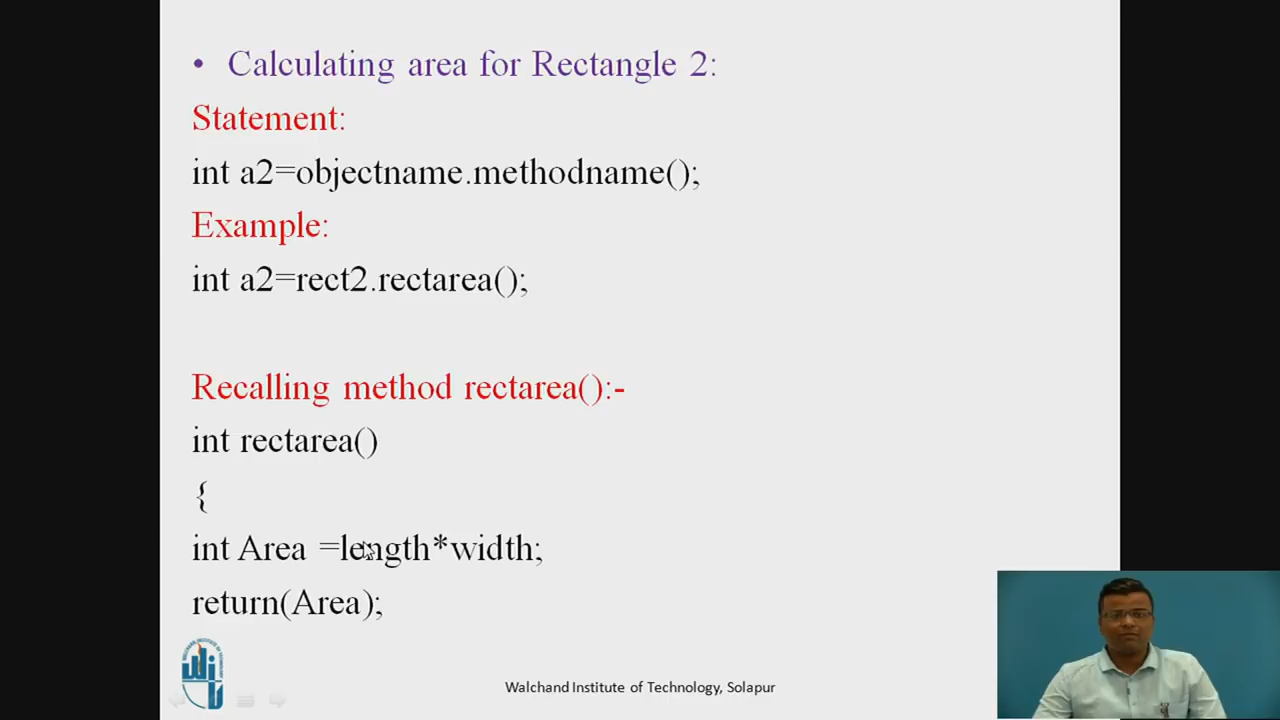 • Calculating area for Rectangle 2:
Statement:
int a2=objectname.methodname();
Example:
int a2=rect2.rectarea();
Recalling method rectarea():-
int rectarea()
{
int Area =length*width;
return(Area);
Walchand Institute of Technology, Solapur